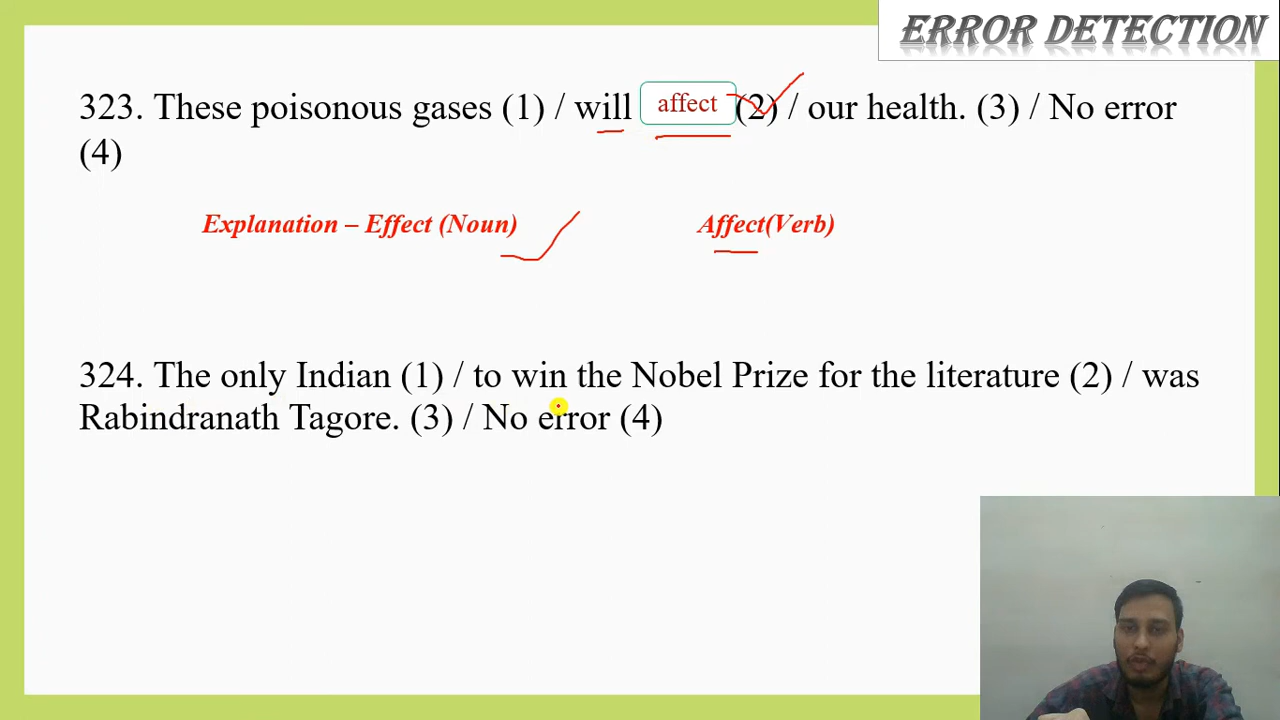 ERROR DETECTION
323. These poisonous gases (1) / will affect (2) / our health. (3) / No error
(4)
Explanation – Effect (Noun) Affect(Verb)
324. The only Indian (1) / to win the Nobel Prize for the literature (2) / was
Rabindranath Tagore. (3) / No error (4)